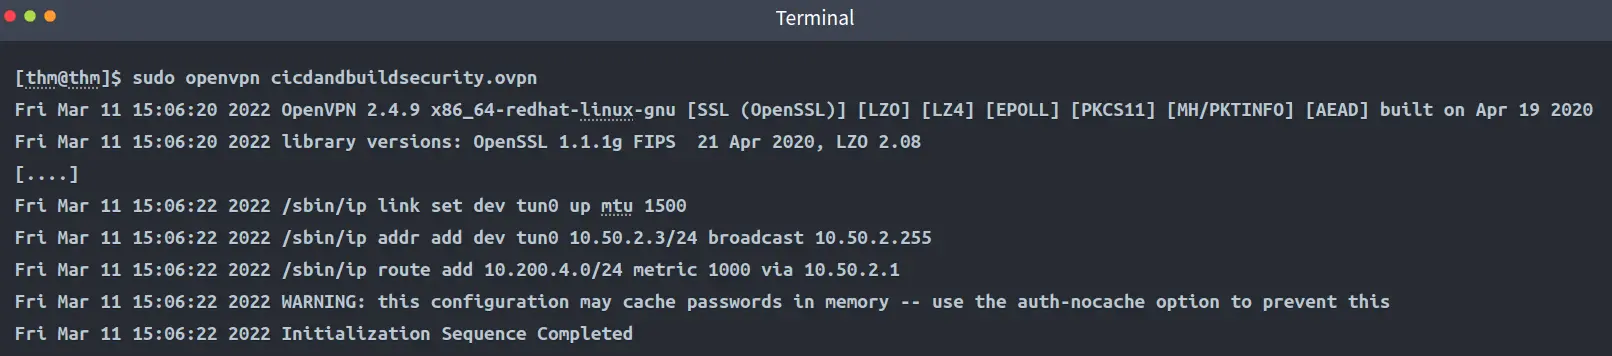 Terminal
[thm@thm]$ sudo openvpn cicdandbuildsecurity.ovpn
Fri Mar 11 15:06:20 2022 OpenVPN 2.4.9 x86_64-redhat-linux-gnu [SSL (OpenSSL)] [LZO] [LZ4] [EPOLL] [PKCS11] [MH/PKTINFO] [AEAD] built on Apr 19 2020
Fri Mar 11 15:06:20 2022 library versions: OpenSSL 1.1.1g FIPS  21 Apr 2020, LZO 2.08
[....]
Fri Mar 11 15:06:22 2022 /sbin/ip link set dev tun0 up mtu 1500
Fri Mar 11 15:06:22 2022 /sbin/ip addr add dev tun0 10.50.2.3/24 broadcast 10.50.2.255
Fri Mar 11 15:06:22 2022 /sbin/ip route add 10.200.4.0/24 metric 1000 via 10.50.2.1
Fri Mar 11 15:06:22 2022 WARNING: this configuration may cache passwords in memory -- use the auth-nocache option to prevent this
Fri Mar 11 15:06:22 2022 Initialization Sequence Completed